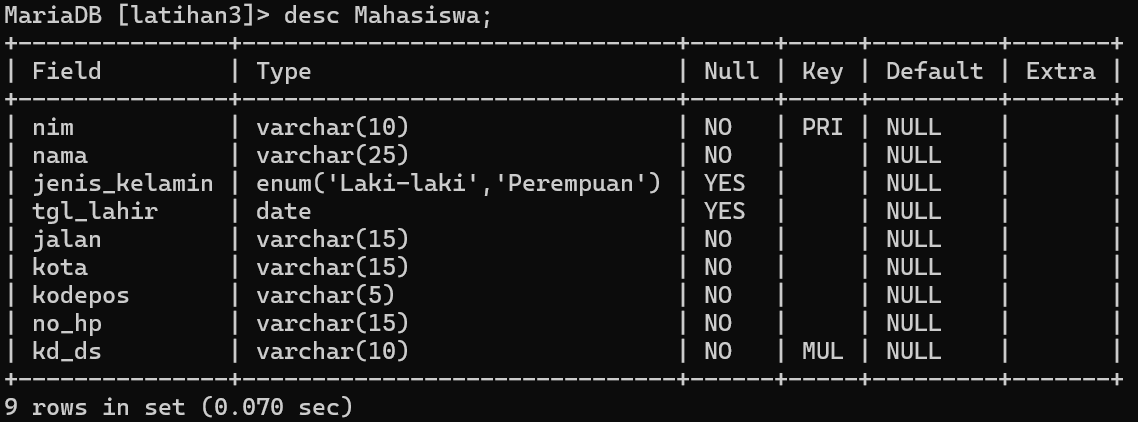 MariaDB [latihan3]> desc Mahasiswa;
+---------------+-------------------------------+------+-----+---------+-------+
| Field         | Type                          | Null | Key | Default | Extra |
+---------------+-------------------------------+------+-----+---------+-------+
| nim           | varchar(10)                   | NO   | PRI | NULL    |       |
| nama          | varchar(25)                   | NO   |     | NULL    |       |
| jenis_kelamin | enum('Laki-laki','Perempuan') | YES  |     | NULL    |       |
| tgl_lahir     | date                          | YES  |     | NULL    |       |
| jalan         | varchar(15)                   | NO   |     | NULL    |       |
| kota          | varchar(15)                   | NO   |     | NULL    |       |
| kodepos       | varchar(5)                    | NO   |     | NULL    |       |
| no_hp         | varchar(15)                   | NO   |     | NULL    |       |
| kd_ds         | varchar(10)                   | NO   | MUL | NULL    |       |
+---------------+-------------------------------+------+-----+---------+-------+
9 rows in set (0.070 sec)